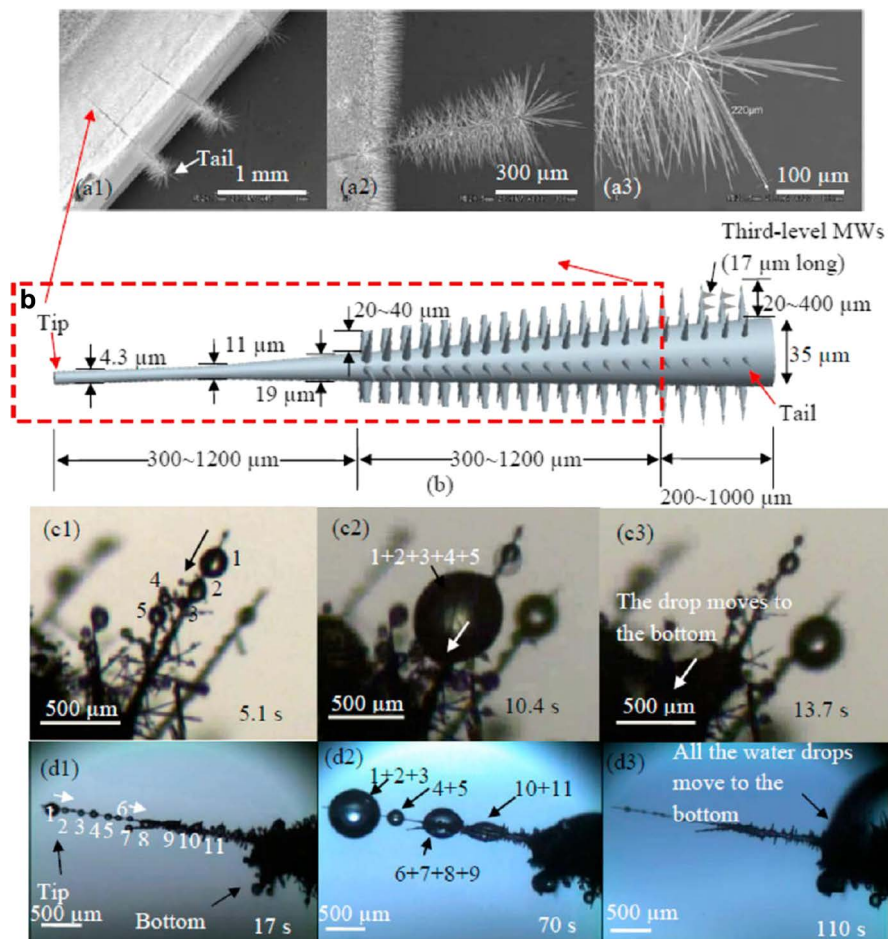 Tail
1 mm
(a1)
300 µm
(a2)
220µm
100 µm
(a3)
Third-level MWs
(17 µm long)
b
Tip
4.3 µm
11 µm
19 µm
20~40 µm
20~400 µm
35 µm
Tail
300~1200 µm
300~1200 µm
200~1000 µm
(b)
(c1)
1
2
3
4
5
500 µm
5.1 s
(c2)
1+2+3+4+5
500 µm
10.4 s
(c3)
The drop moves to
the bottom
500 µm
13.7 s
(d1)
1
2
3
4
5
6
7
8
9
10
11
Tip
Bottom
500 µm
17 s
(d2)
1+2+3
4+5
10+11
6+7+8+9
500 µm
70 s
(d3)
All the water drops
move to the
bottom
500 µm
110 s